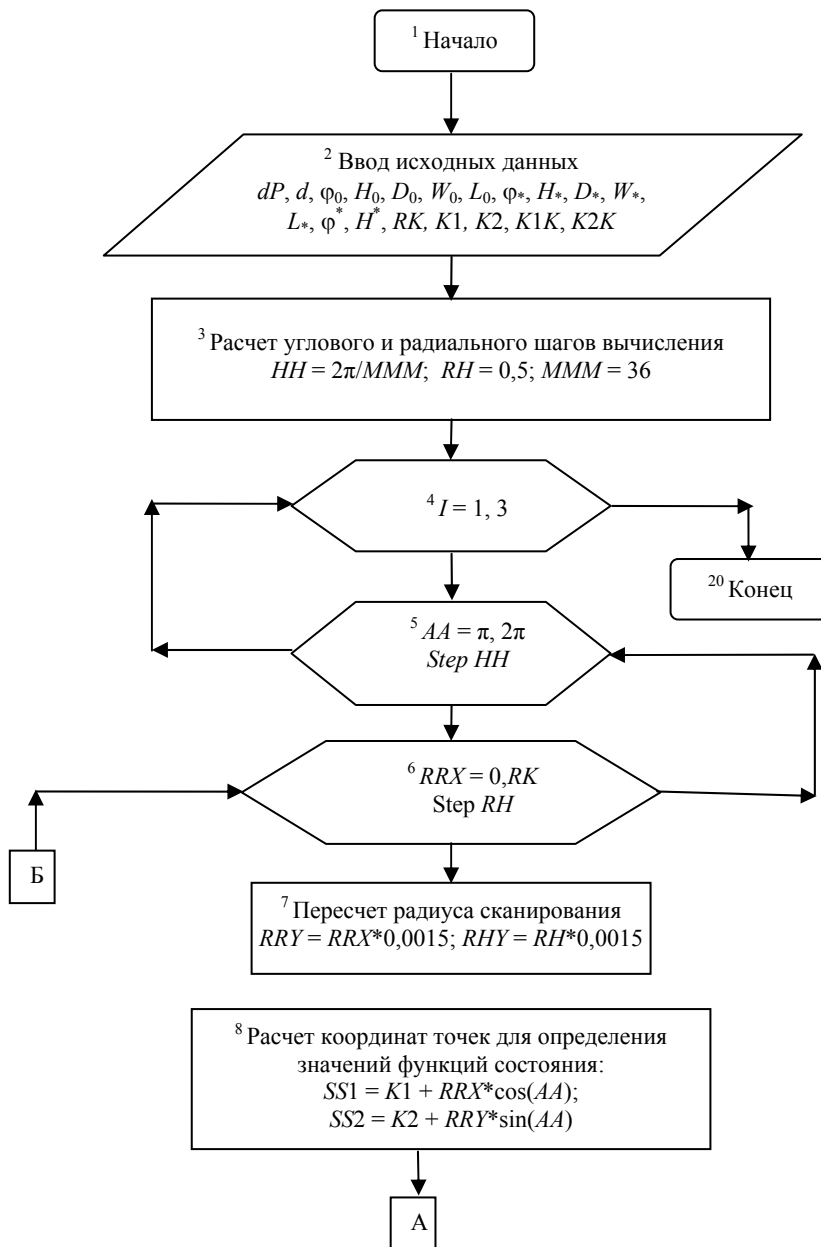 1 Начало
2 Ввод исходных данных
dP, d, φ₀, H₀, D₀, W₀, L₀, φ*, H*, D*, W*,
L*, φ*, H*, RK, K1, K2, K1K, K2K
3 Расчет углового и радиального шагов вычисления
HH = 2π/MMM; RH = 0,5; MMM = 36
4 I = 1, 3
20 Конец
5 AA = π, 2π
Step HH
6 RRX = 0,RK
Step RH
Б
7 Пересчет радиуса сканирования
RRY = RRX*0,0015; RHY = RH*0,0015
8 Расчет координат точек для определения
значений функций состояния:
SS1 = K1 + RRX*cos(AA);
SS2 = K2 + RRY*sin(AA)
А